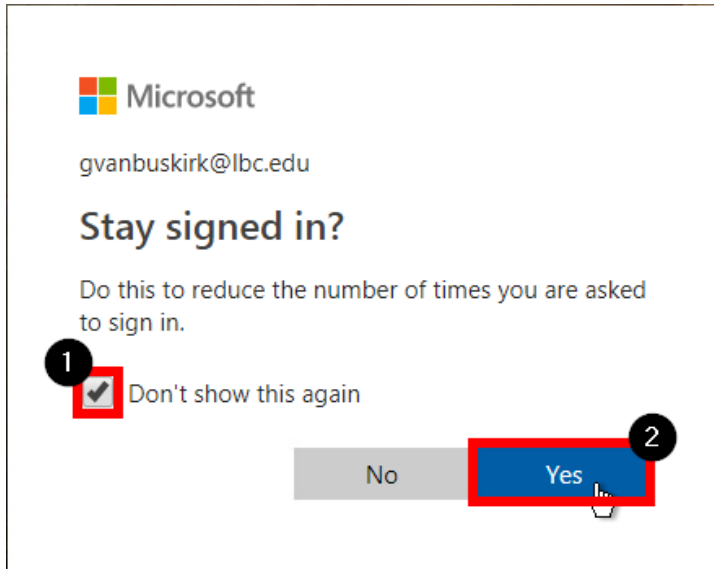 Microsoft
gvanbuskirk@lbc.edu
Stay signed in?
Do this to reduce the number of times you are asked
to sign in.
1
Don't show this again
2
No
Yes